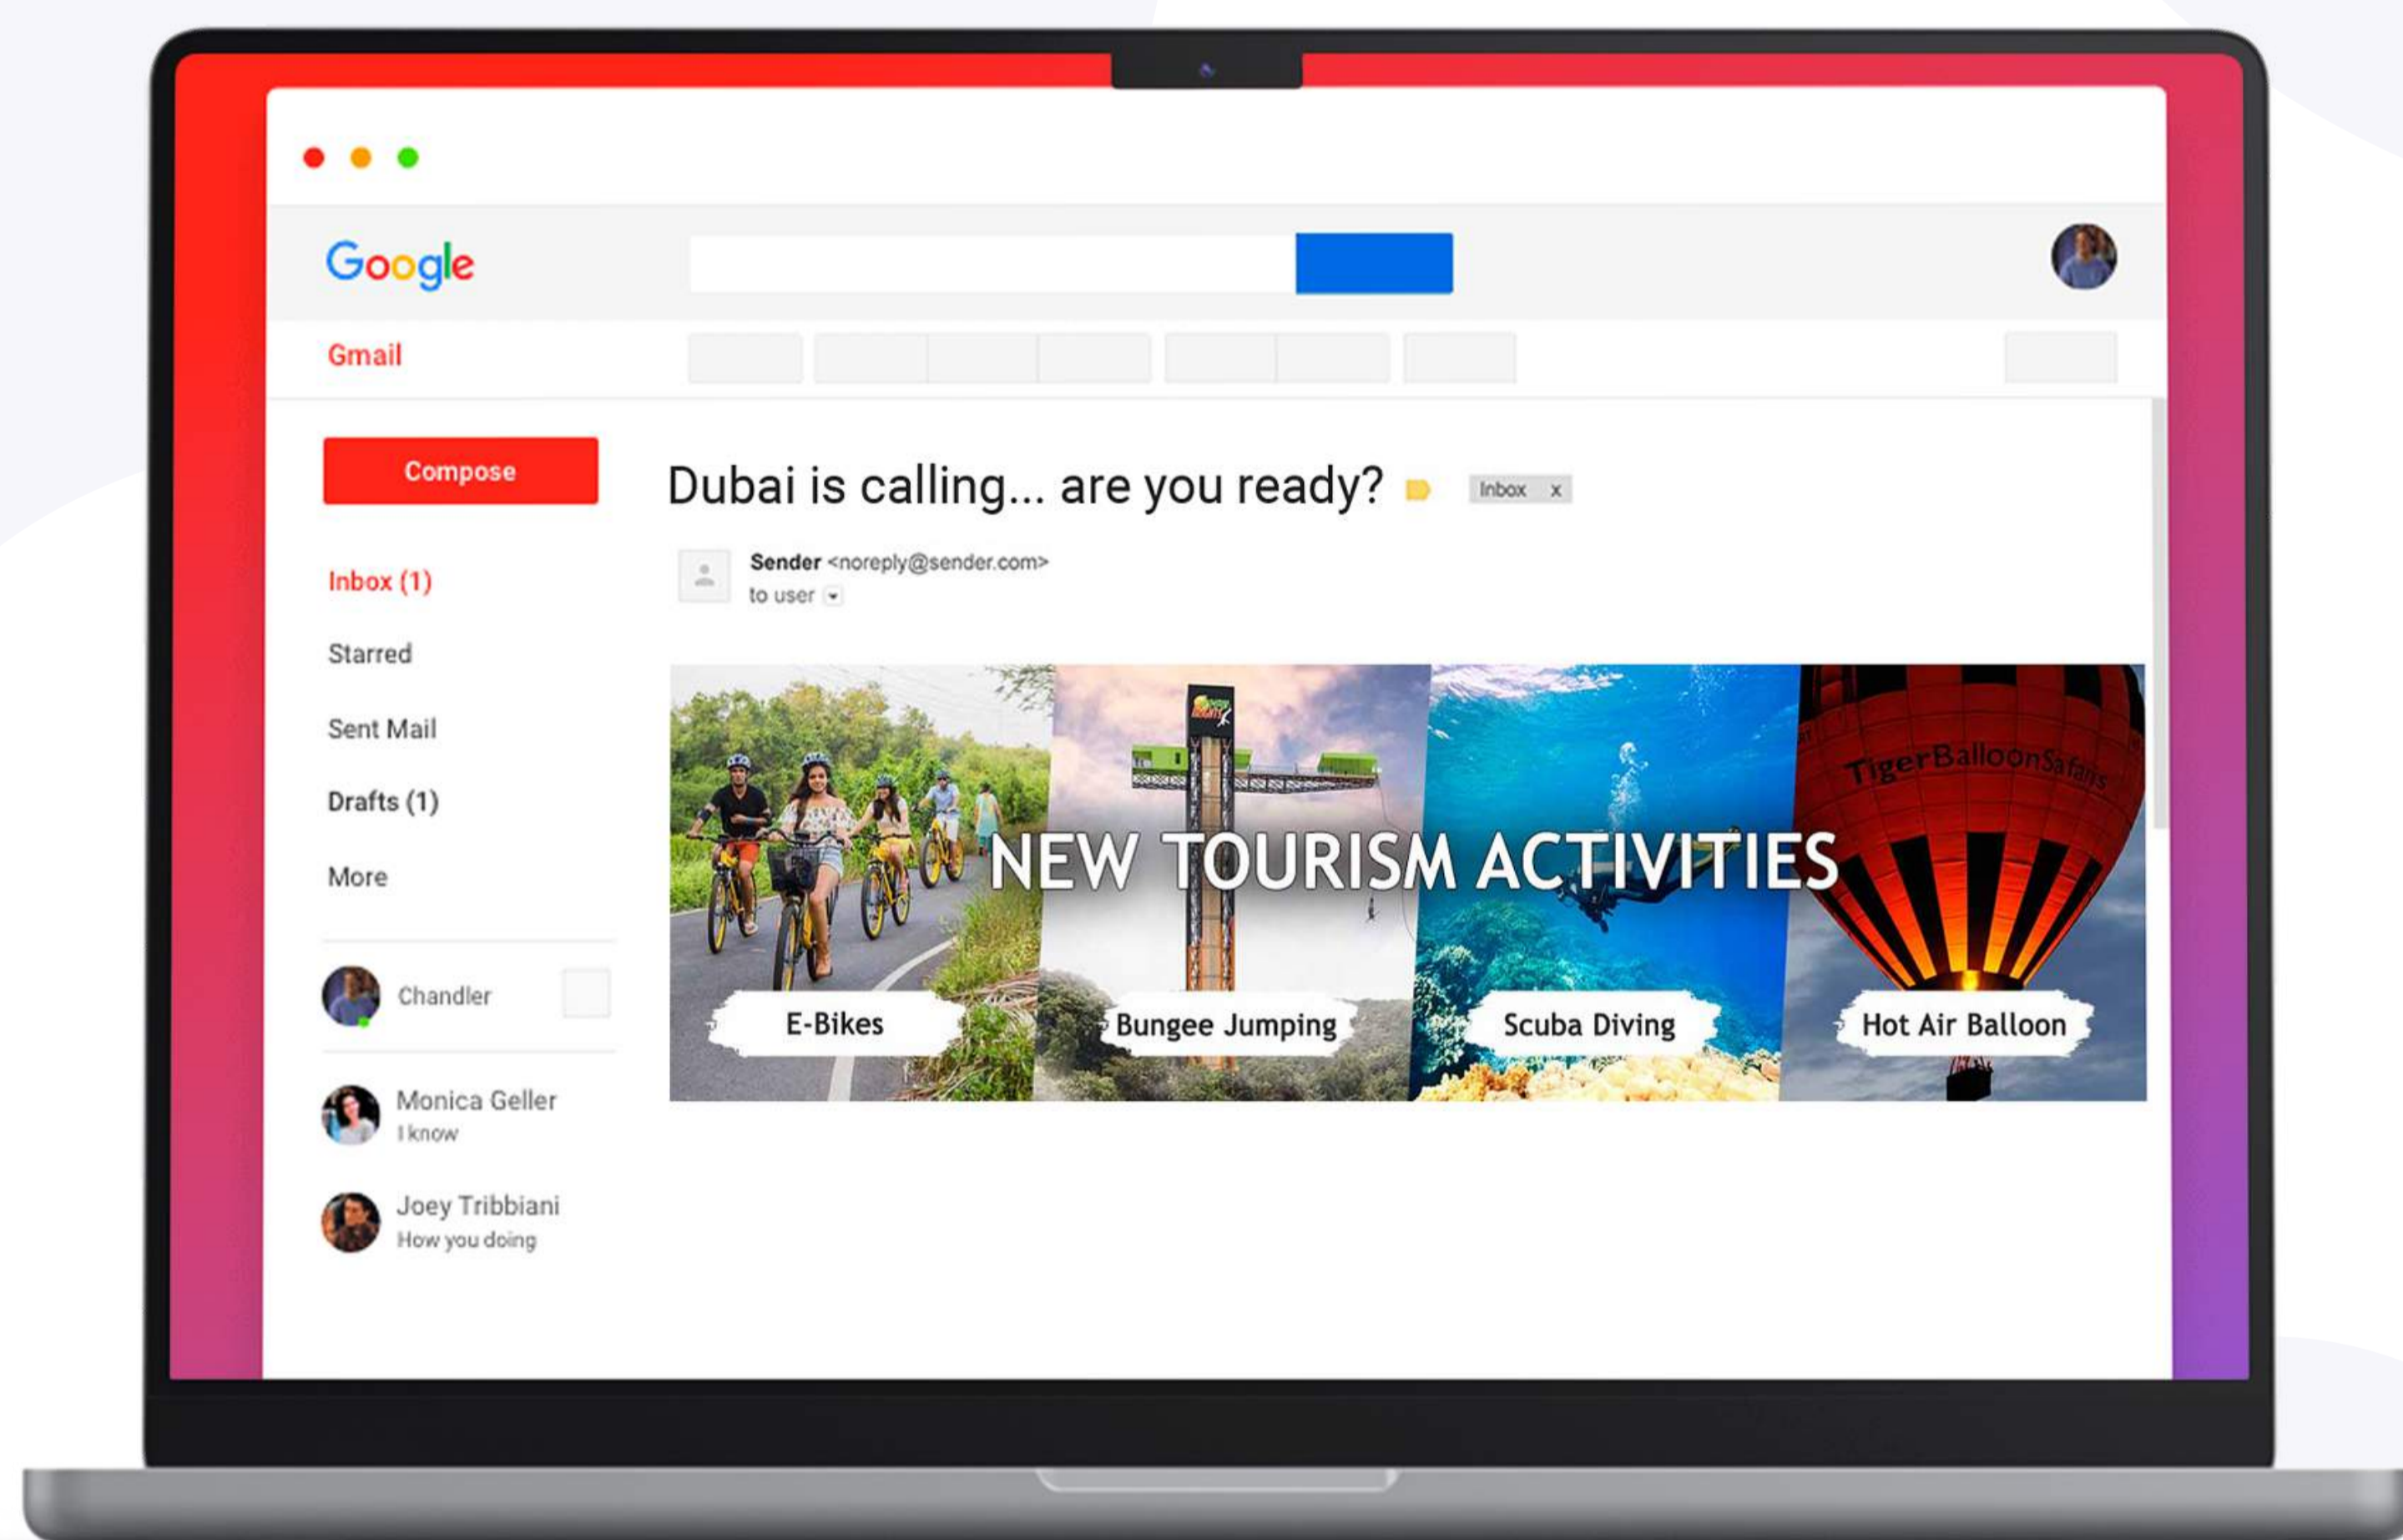 Google
Gmail
Compose
Dubai is calling... are you ready?
Inbox x
Sender <noreply@sender.com>
to user
Inbox (1)
Starred
Sent Mail
Drafts (1)
More
Chandler
Monica Geller
I know
Joey Tribbiani
How you doing
TigerBalloonSafaris
NEW TOURISM ACTIVITIES
E-Bikes
Bungee Jumping
Scuba Diving
Hot Air Balloon